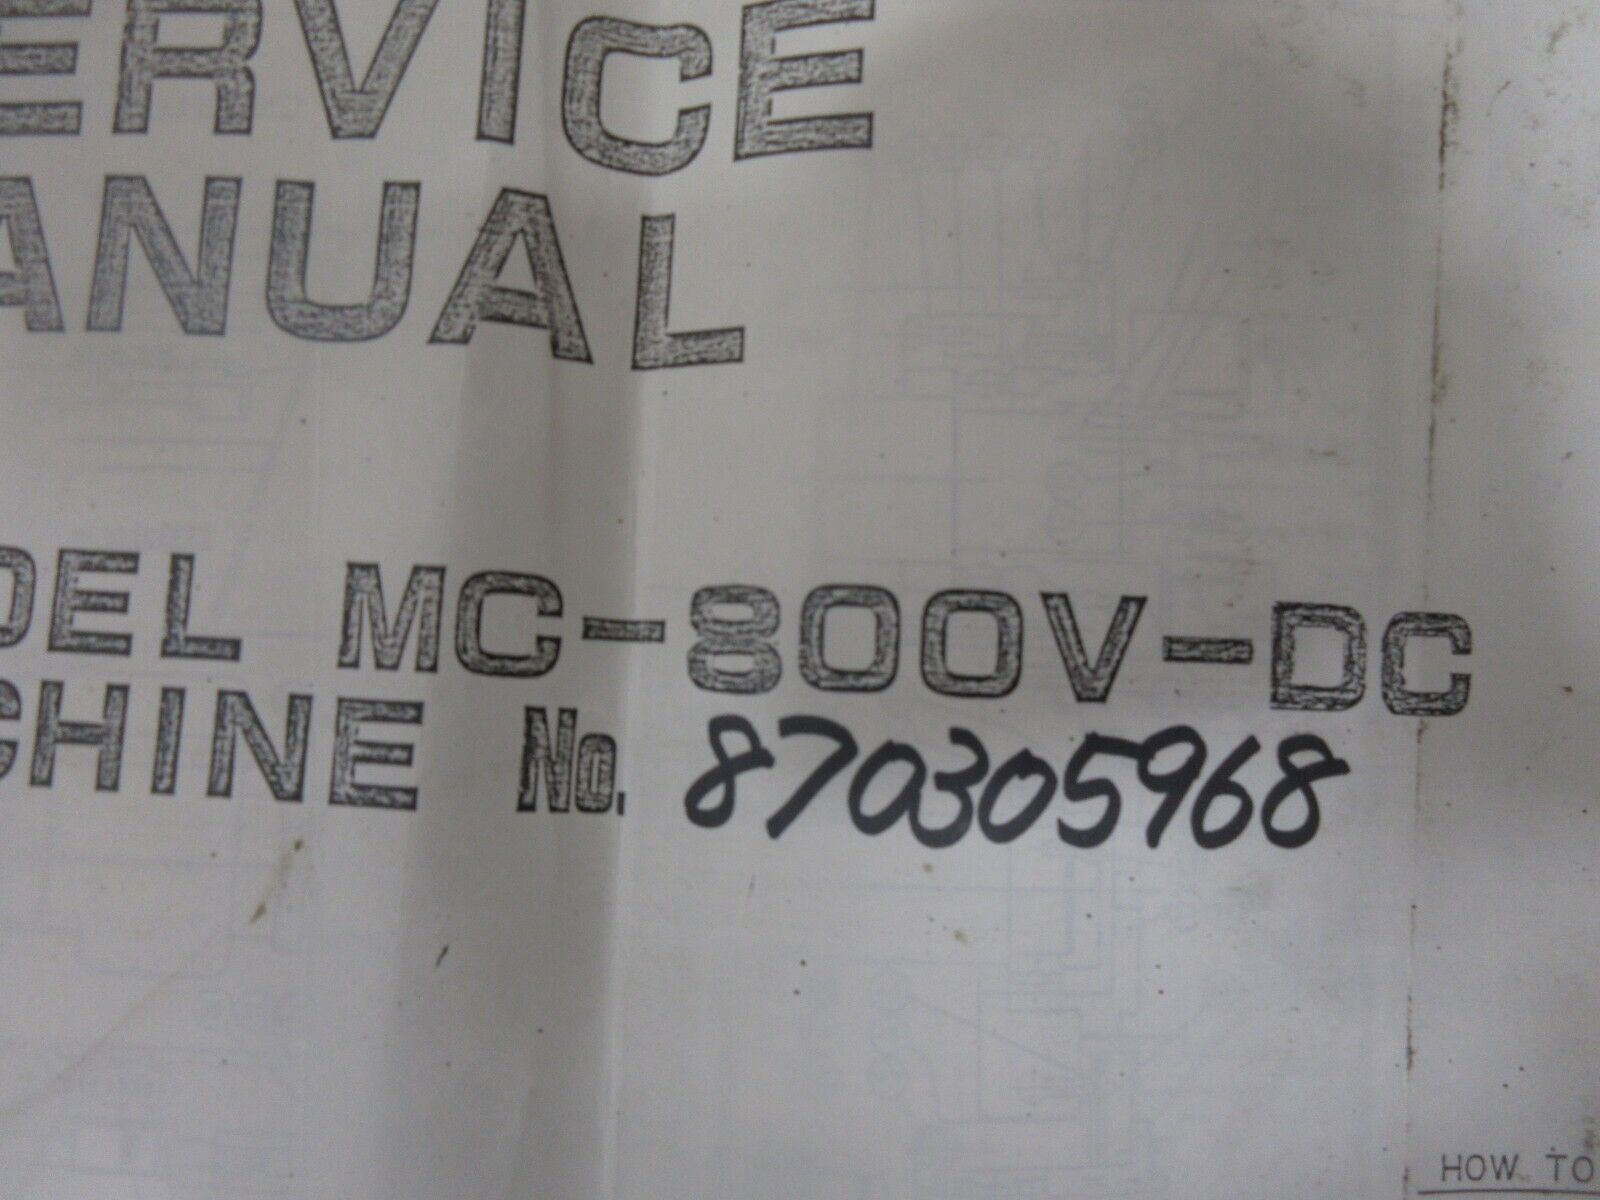 ERVICE
ANUAL
DEL MC-800V-DC
CHINE No. 870305968
HOW TO